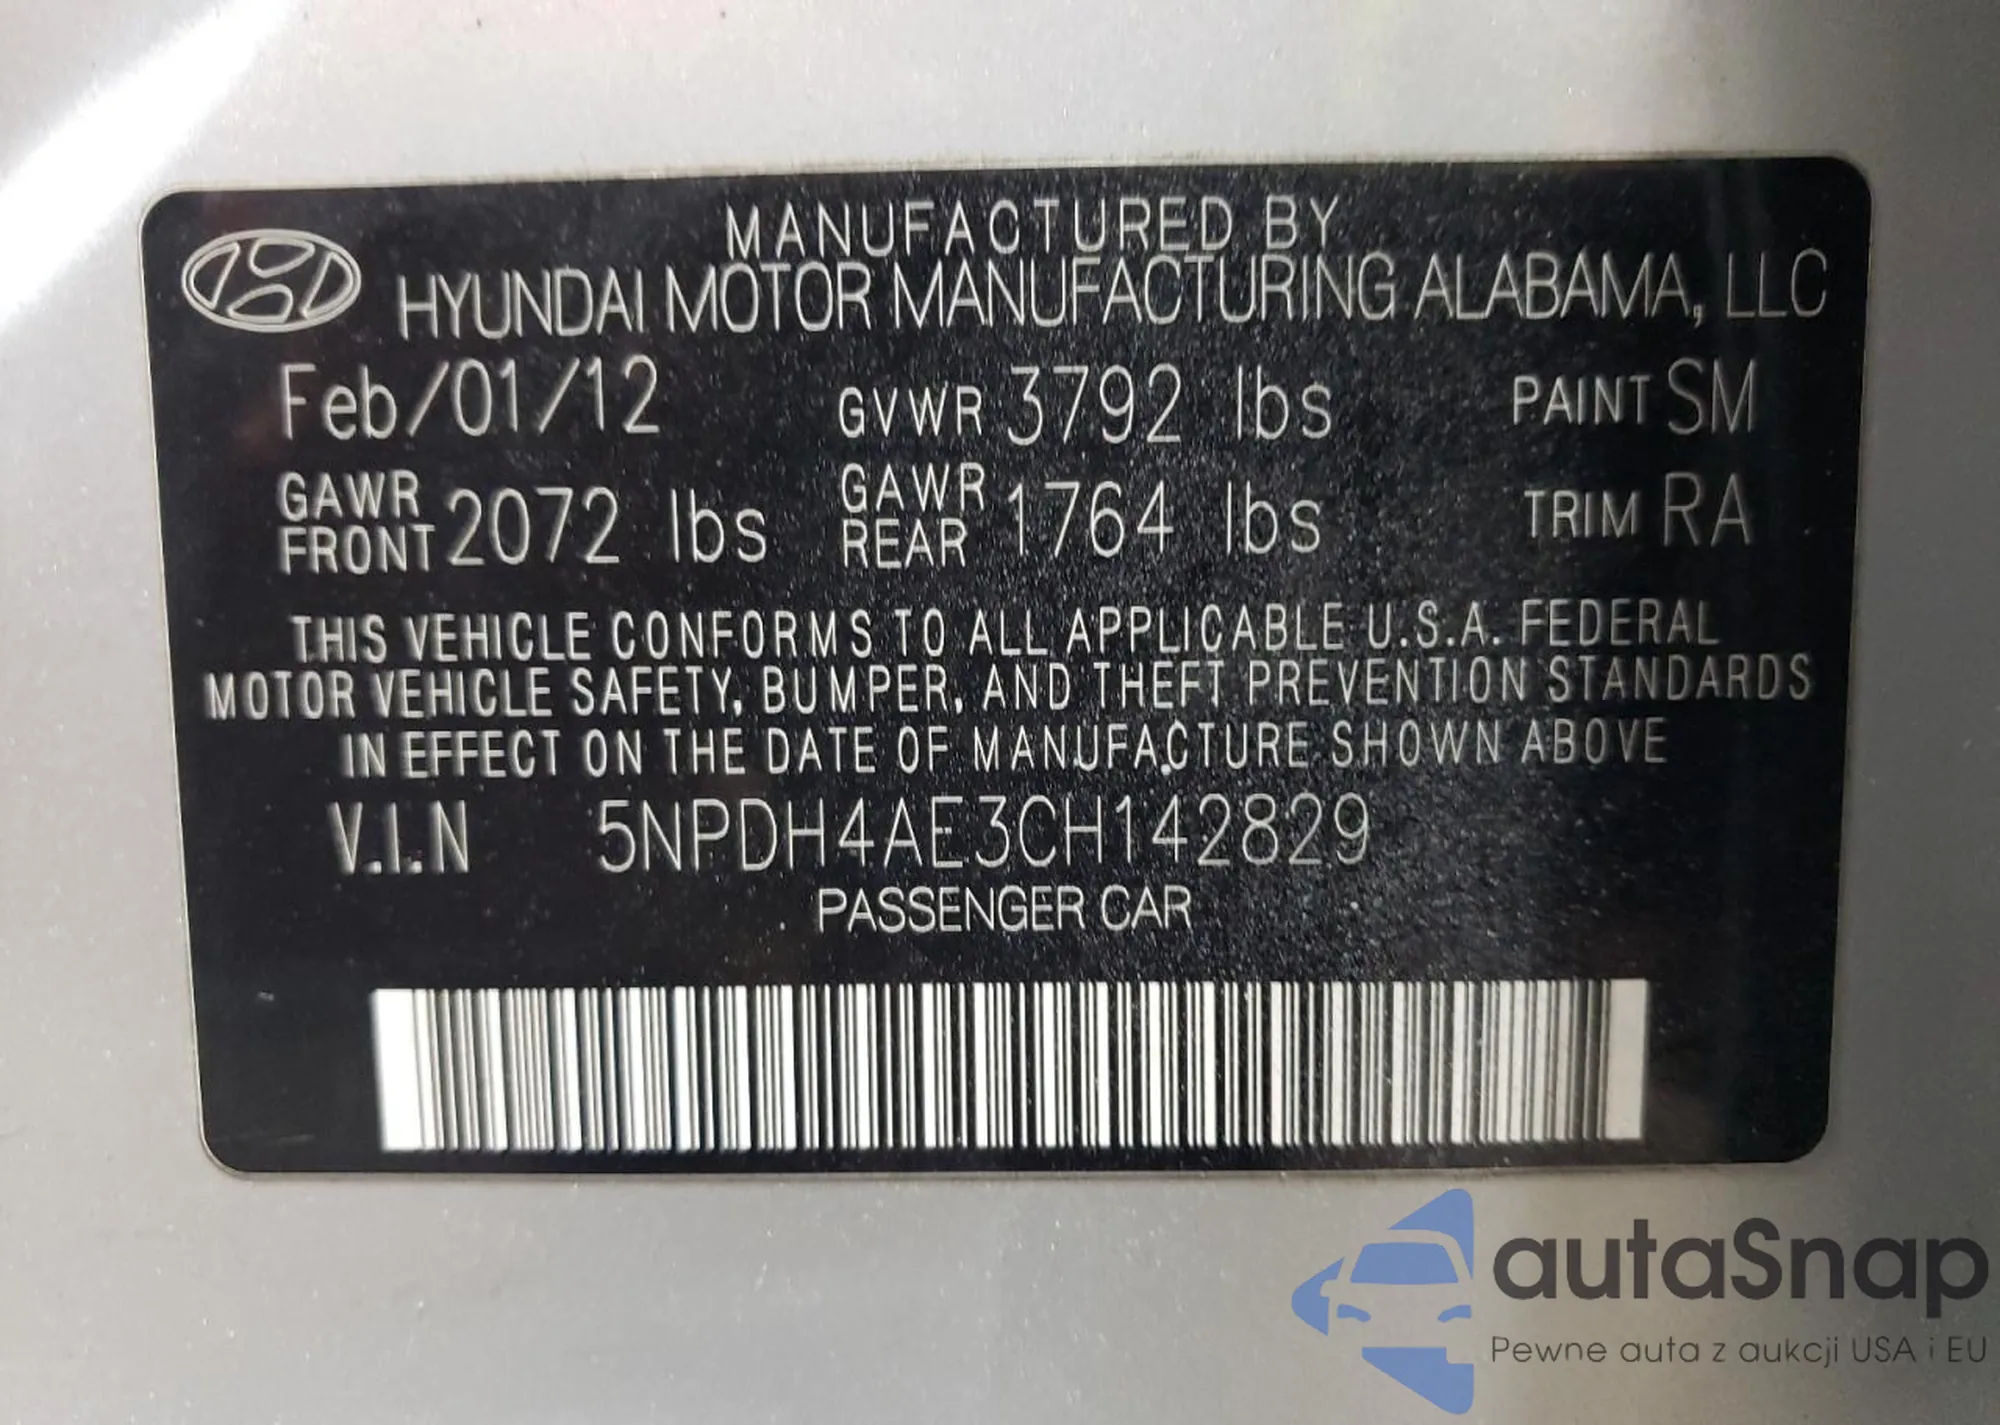 MANUFACTURED BY
HYUNDAI MOTOR MANUFACTURING ALABAMA, LLC
Feb/01/12 GVWR 3792 lbs PAINT SM
GAWR FRONT 2072 lbs GAWR REAR 1764 lbs TRIM RA
THIS VEHICLE CONFORMS TO ALL APPLICABLE U.S.A. FEDERAL
MOTOR VEHICLE SAFETY, BUMPER, AND THEFT PREVENTION STANDARDS
IN EFFECT ON THE DATE OF MANUFACTURE SHOWN ABOVE
V.I.N 5NPDH4AE3CH142829
PASSENGER CAR
autaSnap
Pewne auta z aukcji USA i EU